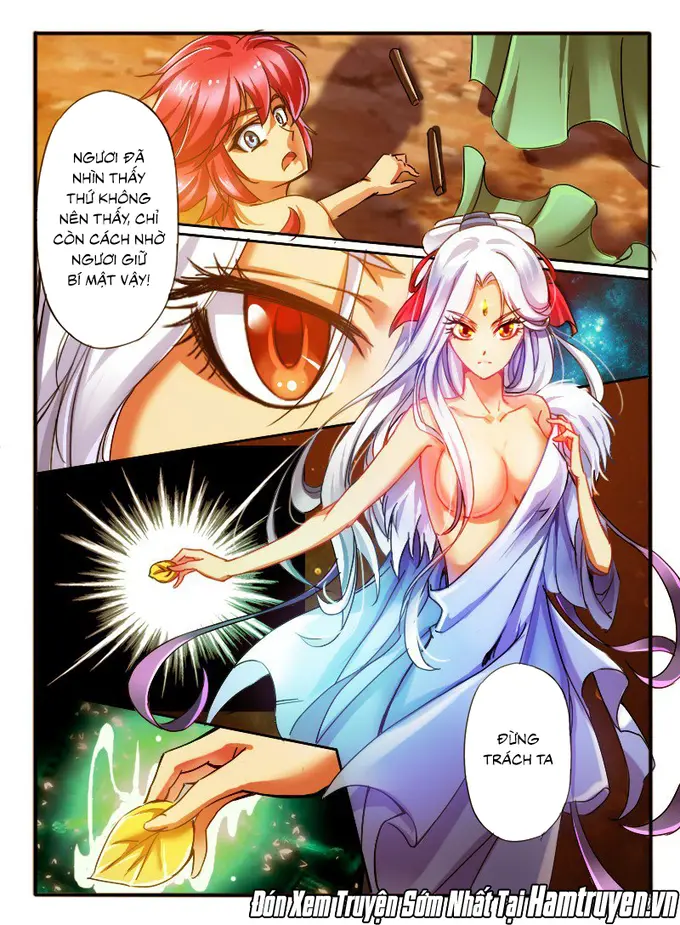 NGƯƠI ĐÃ
NHÌN THẤY
THỨ KHÔNG
NÊN THẤY, CHỈ
CÒN CÁCH NHỜ
NGƯƠI GIỮ
BÍ MẬT VẬY!
ĐỪNG
TRÁCH TA
Đón Xem Truyện Sớm Nhất Tại Hamtruyen.vn